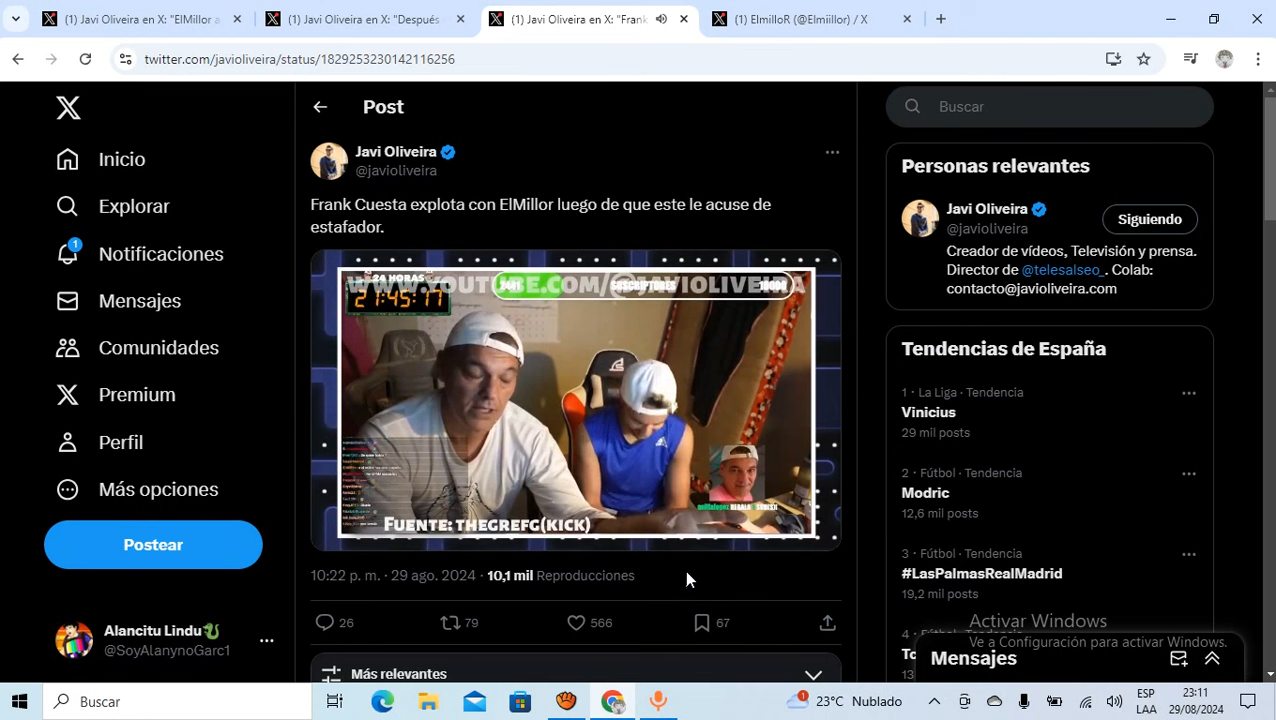 (1) Javi Oliveira en X: "ElMillor a
(1) Javi Oliveira en X: "Después
(1) Javi Oliveira en X: "Frank
(1) ElmilloR (@Elmiillor) / X
twitter.com/javioliveira/status/1829253230142116256
Inicio
Explorar
1
Notificaciones
Mensajes
Comunidades
Premium
Perfil
Más opciones
Postear
Alancitu Lindu
@SoyAlanynoGarc1
Post
Javi Oliveira
@javioliveira
Frank Cuesta explota con ElMillor luego de que este le acuse de
estafador.
WWW.YOUTUBE.COM/@JAVIOLIVEIRA
24 HORAS
21:45:77
SUSCRIPTORES
10000
FUENTE: THEGREFG(KICK)
10:22 p. m. · 29 ago. 2024 · 10,1 mil Reproducciones
26
79
566
67
Más relevantes
Buscar
Personas relevantes
Javi Oliveira
@javioliveira
Siguiendo
Creador de vídeos, Televisión y prensa.
Director de @telesalseo_. Colab:
contacto@javioliveira.com
Tendencias de España
1 · La Liga · Tendencia
Vinicius
29 mil posts
2 · Fútbol · Tendencia
Modric
12,6 mil posts
3 · Fútbol · Tendencia
#LasPalmasRealMadrid
19,2 mil posts
Activar Windows
Ve a Configuración para activar Windows.
Mensajes
Buscar
1
23°C Nublado
ESP
LAA
23:11
29/08/2024